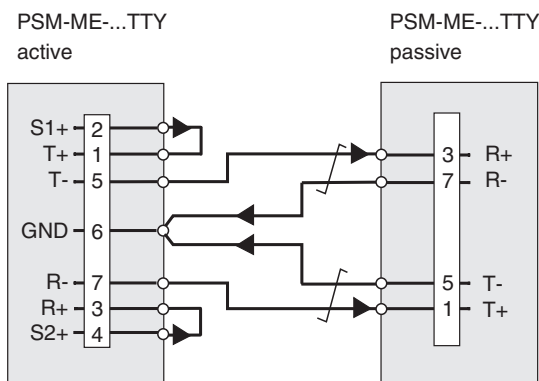 PSM-ME-...TTY
active
PSM-ME-...TTY
passive
S1+ 2
T+ 1
T- 5
GND 6
R- 7
R+ 3
S2+ 4
3 R+
7 R-
5 T-
1 T+